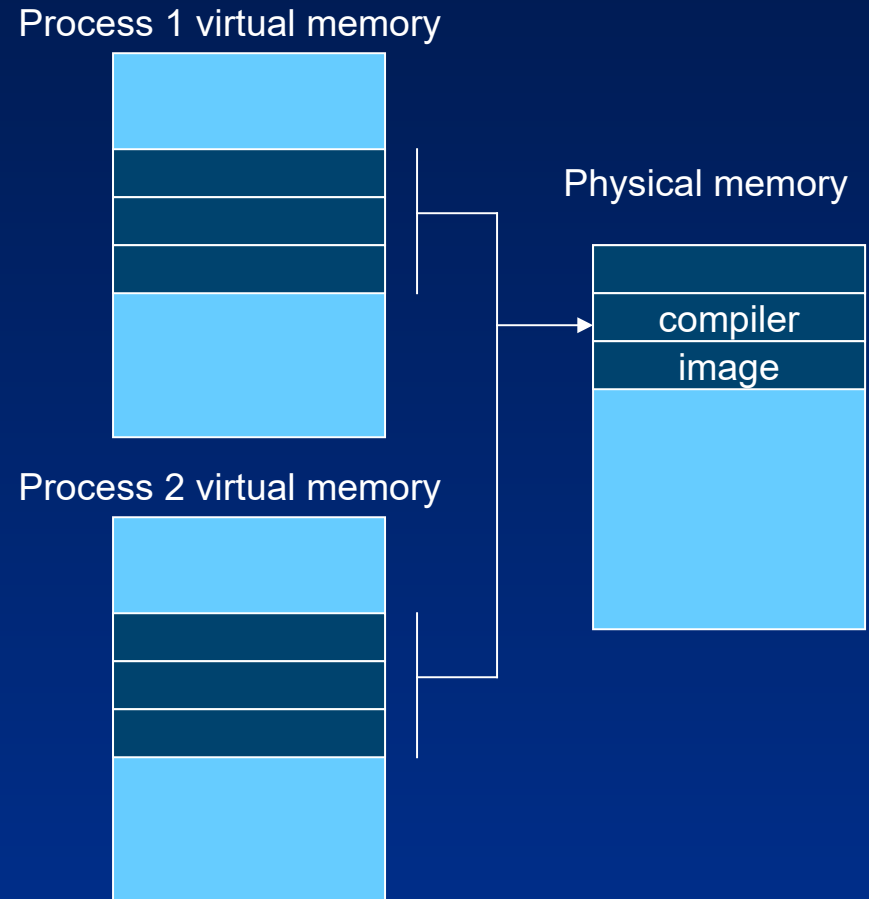 Process 1 virtual memory
Physical memory
compiler
image
Process 2 virtual memory